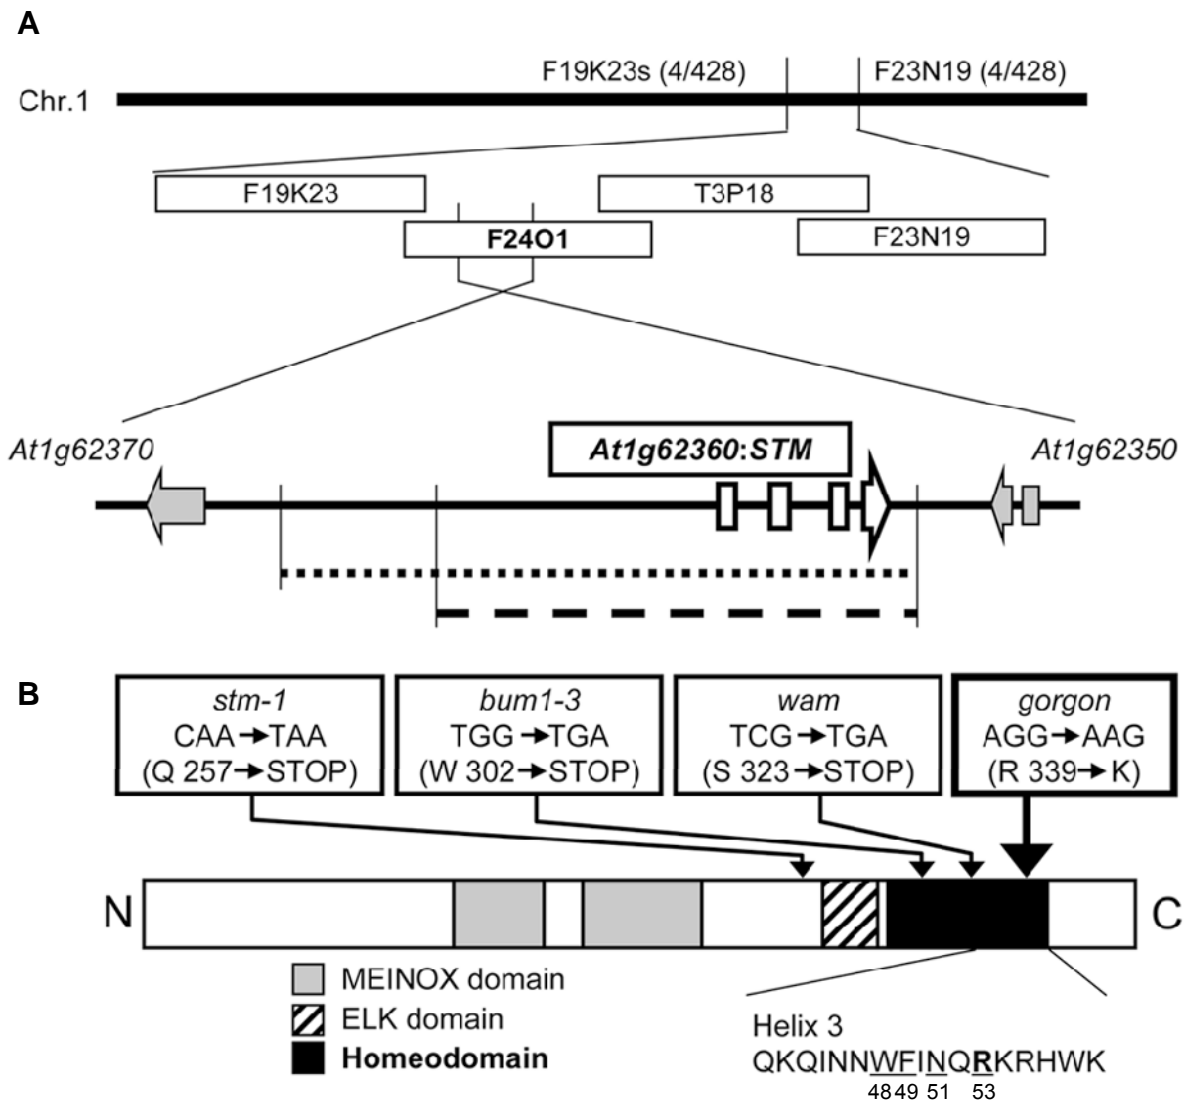 A
F19K23s (4/428)
F23N19 (4/428)
Chr.1
F19K23
T3P18
F24O1
F23N19
At1g62370
At1g62360:STM
At1g62350
B
stm-1
CAA→TAA
(Q 257→STOP)
bum1-3
TGG→TGA
(W 302→STOP)
wam
TCG→TGA
(S 323→STOP)
gorgon
AGG→AAG
(R 339→K)
N
C
MEINOX domain
ELK domain
Homeodomain
Helix 3
QKQINNWFINQRKRHWK
48 49 51 53